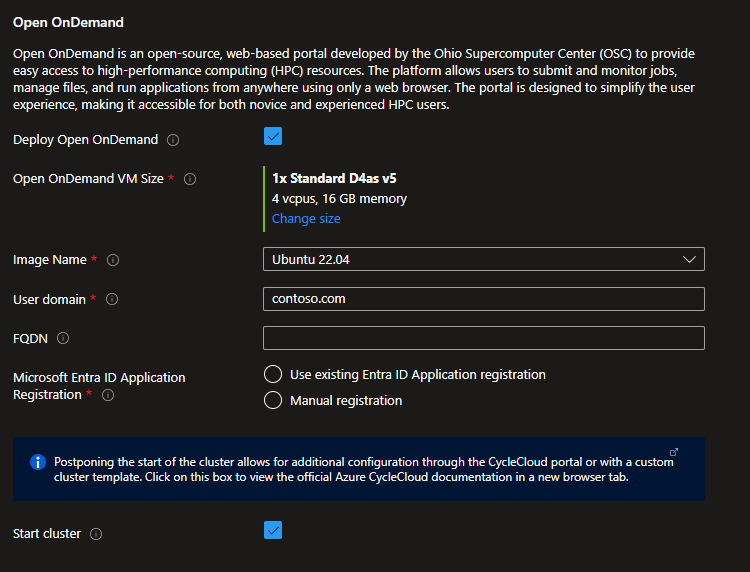 Open OnDemand
Open OnDemand is an open-source, web-based portal developed by the Ohio Supercomputer Center (OSC) to provide
easy access to high-performance computing (HPC) resources. The platform allows users to submit and monitor jobs,
manage files, and run applications from anywhere using only a web browser. The portal is designed to simplify the user
experience, making it accessible for both novice and experienced HPC users.
Deploy Open OnDemand
Open OnDemand VM Size *
1x Standard D4as v5
4 vcpus, 16 GB memory
Change size
Image Name *
Ubuntu 22.04
User domain *
contoso.com
FQDN
Microsoft Entra ID Application
Registration *
Use existing Entra ID Application registration
Manual registration
Postponing the start of the cluster allows for additional configuration through the CycleCloud portal or with a custom
cluster template. Click on this box to view the official Azure CycleCloud documentation in a new browser tab.
Start cluster